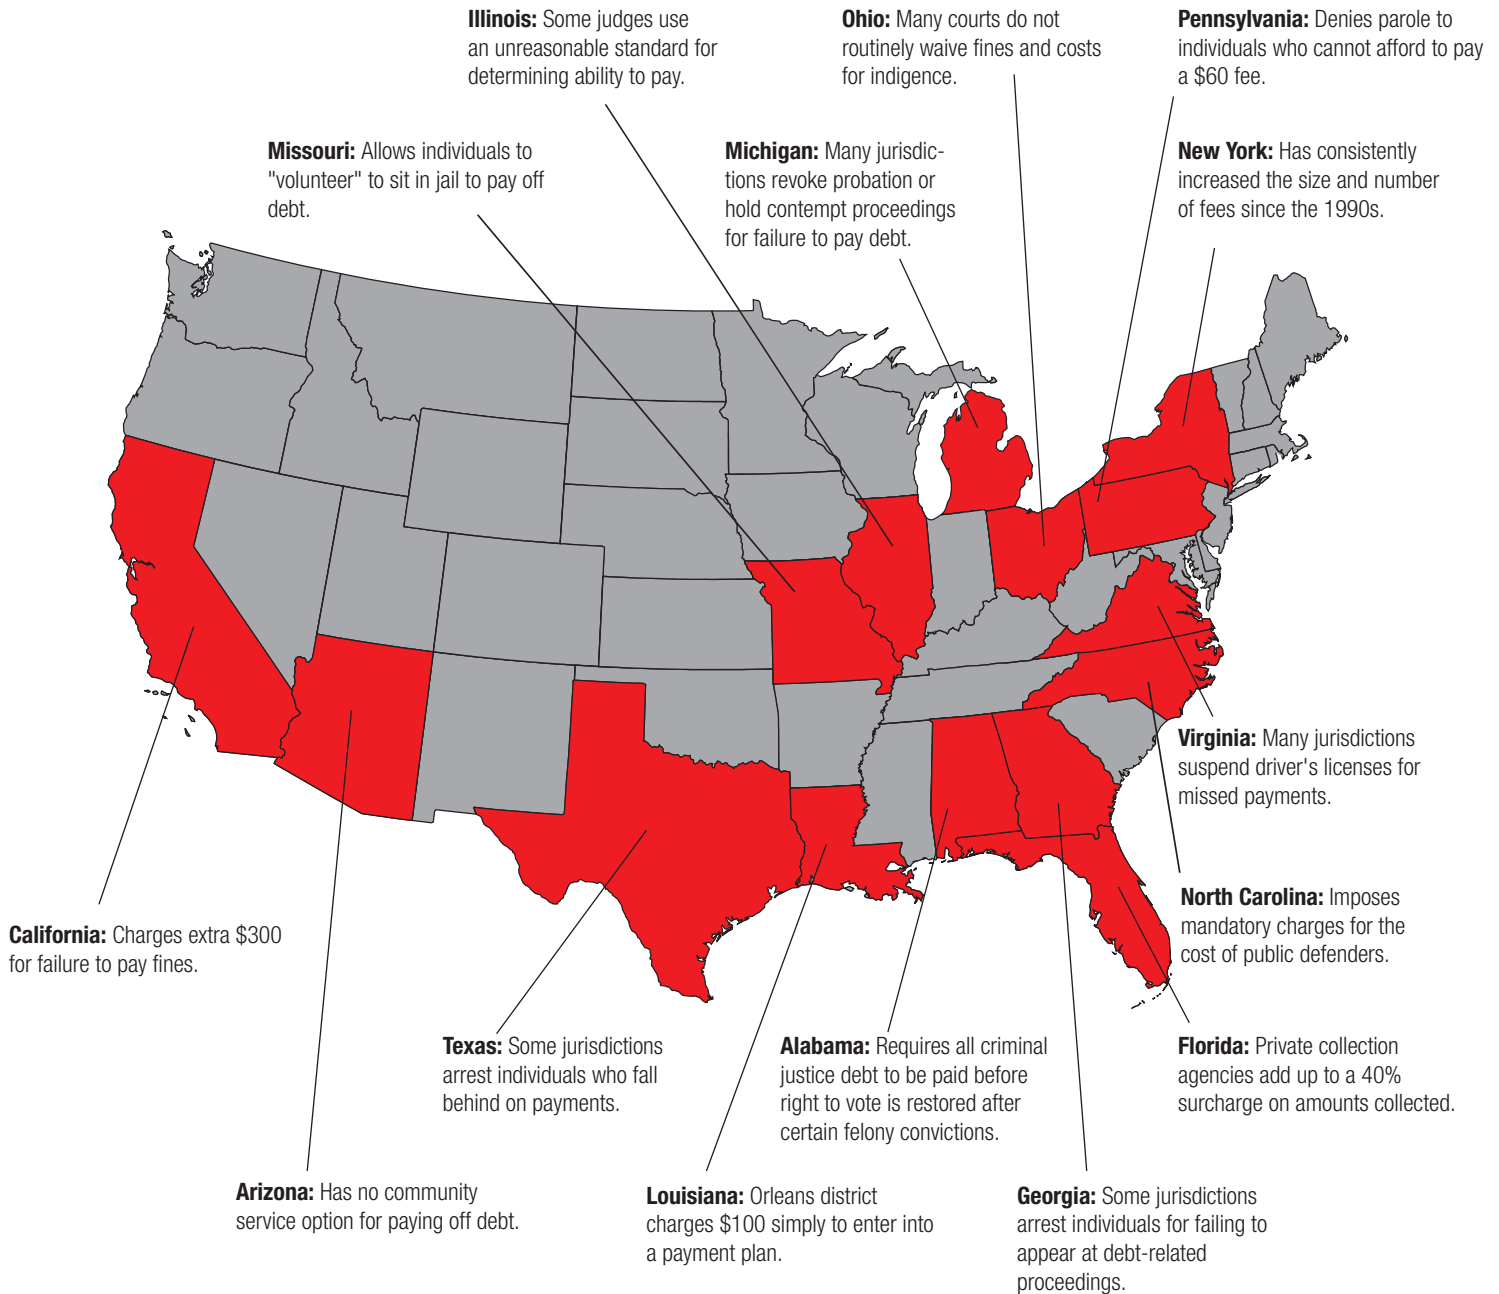 Illinois: Some judges use
an unreasonable standard for
determining ability to pay.
Ohio: Many courts do not
routinely waive fines and costs
for indigence.
Pennsylvania: Denies parole to
individuals who cannot afford to pay
a $60 fee.
Missouri: Allows individuals to
"volunteer" to sit in jail to pay off
debt.
Michigan: Many jurisdic-
tions revoke probation or
hold contempt proceedings
for failure to pay debt.
New York: Has consistently
increased the size and number
of fees since the 1990s.
Virginia: Many jurisdictions
suspend driver's licenses for
missed payments.
North Carolina: Imposes
mandatory charges for the
cost of public defenders.
California: Charges extra $300
for failure to pay fines.
Texas: Some jurisdictions
arrest individuals who fall
behind on payments.
Alabama: Requires all criminal
justice debt to be paid before
right to vote is restored after
certain felony convictions.
Florida: Private collection
agencies add up to a 40%
surcharge on amounts collected.
Arizona: Has no community
service option for paying off debt.
Louisiana: Orleans district
charges $100 simply to enter into
a payment plan.
Georgia: Some jurisdictions
arrest individuals for failing to
appear at debt-related
proceedings.